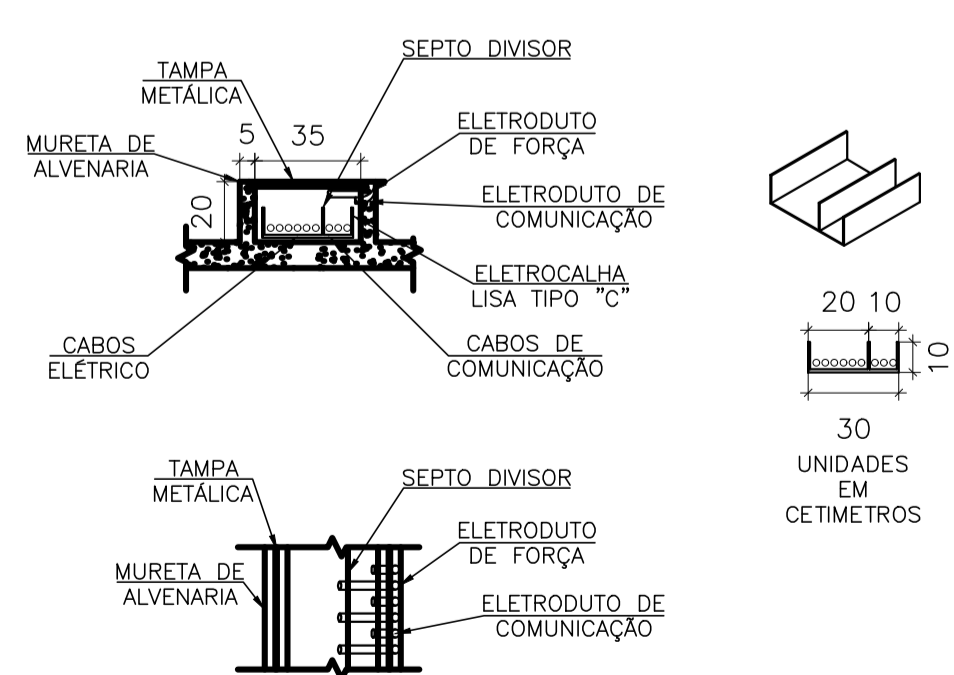 SEPTO DIVISOR
TAMPA
METÁLICA
5 35
MURETA DE
ALVENARIA
ELETRODUTO
DE FORÇA
20
ELETRODUTO DE
COMUNICAÇÃO
ELETROCALHA
LISA TIPO "C"
CABOS
ELÉTRICO
CABOS DE
COMUNICAÇÃO
20 10
10
30
UNIDADES
EM
CETIMETROS
TAMPA
METÁLICA
SEPTO DIVISOR
ELETRODUTO
DE FORÇA
MURETA DE
ALVENARIA
ELETRODUTO DE
COMUNICAÇÃO